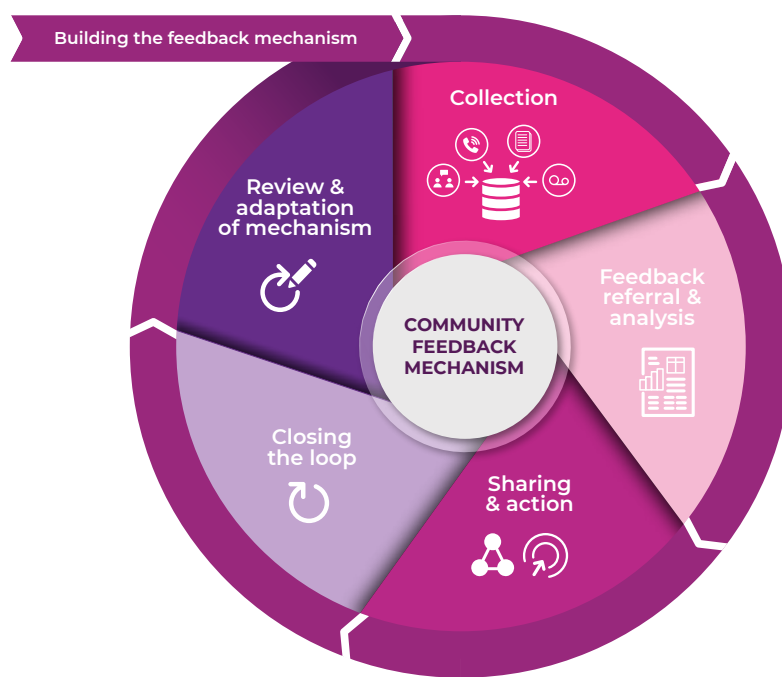 Building the feedback mechanism
Collection
Feedback
referral &
analysis
Sharing
& action
Closing
the loop
Review &
adaptation
of mechanism
COMMUNITY
FEEDBACK
MECHANISM